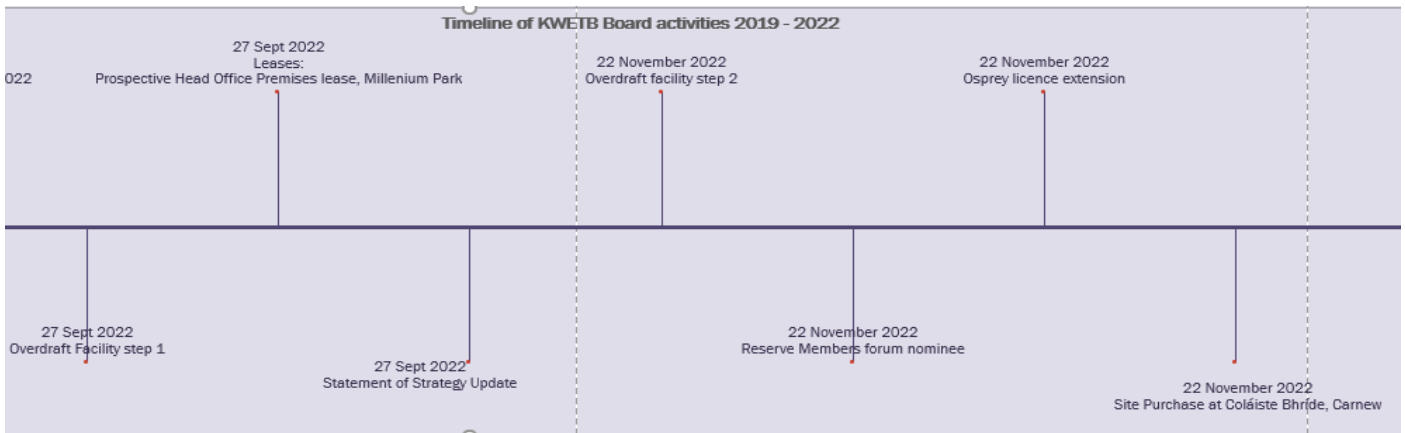 Timeline of KWETB Board activities 2019 - 2022
022
27 Sept 2022
Leases:
Prospective Head Office Premises lease, Millenium Park
22 November 2022
Overdraft facility step 2
22 November 2022
Osprey licence extension
27 Sept 2022
Overdraft Facility step 1
27 Sept 2022
Statement of Strategy Update
22 November 2022
Reserve Members forum nominee
22 November 2022
Site Purchase at Coláiste Bhríde, Carnew